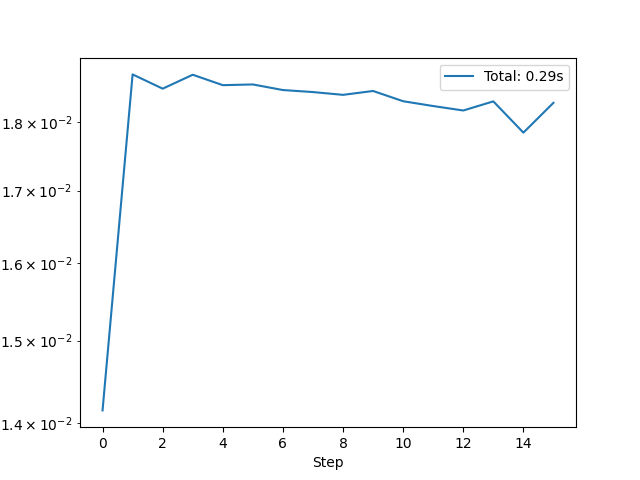 Total: 0.29s
1.8 × 10⁻²
1.7 × 10⁻²
1.6 × 10⁻²
1.5 × 10⁻²
1.4 × 10⁻²
0 2 4 6 8 10 12 14
Step